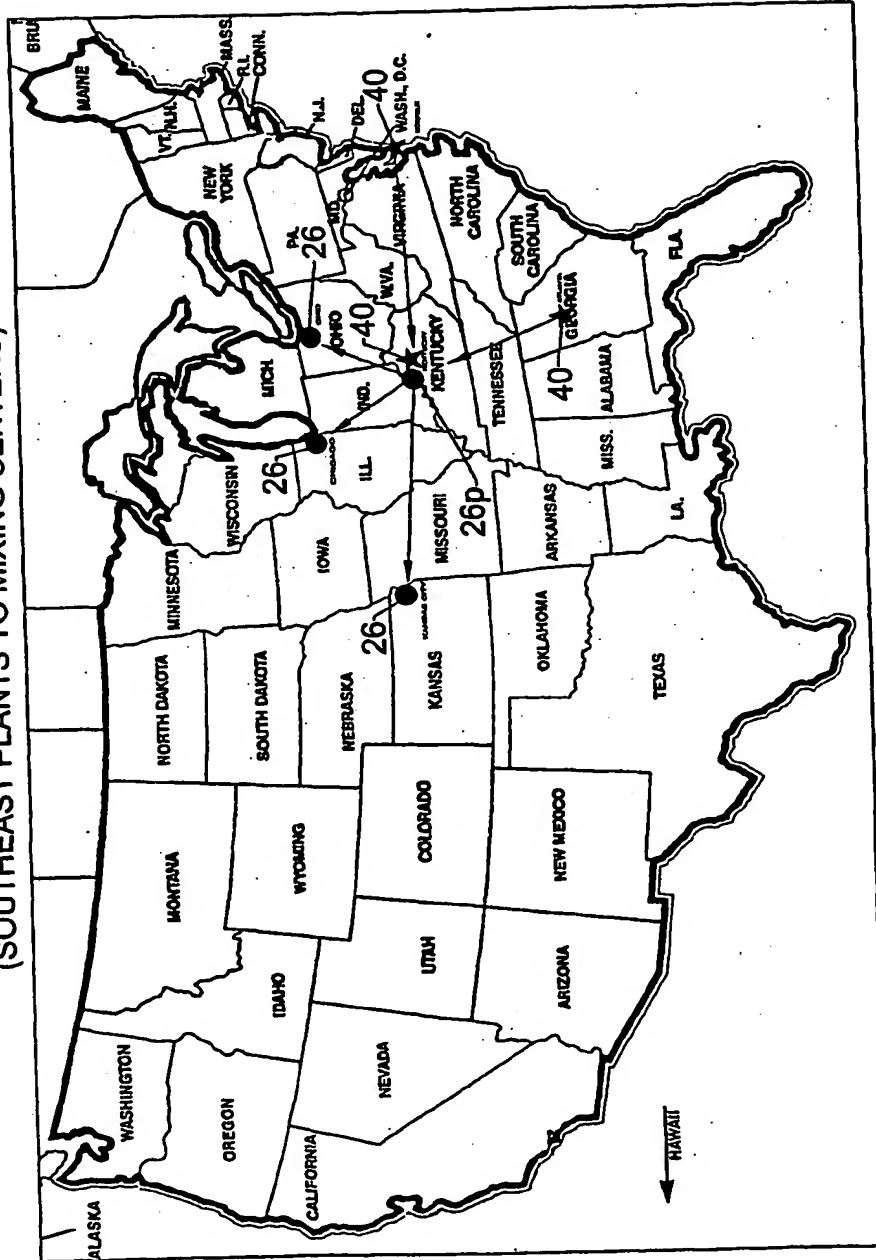 (SOUTHEAST PLANTS TO MIXING CENTERS)
ALASKA
WASHINGTON
OREGON
CALIFORNIA
NEVADA
IDAHO
MONTANA
WYOMING
UTAH
ARIZONA
COLORADO
NEW MEXICO
NORTH DAKOTA
SOUTH DAKOTA
NEBRASKA
KANSAS
OKLAHOMA
TEXAS
MINNESOTA
IOWA
MISSOURI
ARKANSAS
LA.
WISCONSIN
ILL.
MICH.
IND.
OHIO
KENTUCKY
TENNESSEE
MISS.
ALABAMA
GEORGIA
FLA.
SOUTH CAROLINA
NORTH CAROLINA
VIRGINIA
W.VA.
MD.
PA.
NEW YORK
VT.
N.H.
MAINE
MASS.
R.I.
CONN.
N.J.
DEL.
WASH., D.C.
BRU
HAWAII
26
KANSAS CITY
26
CHICAGO
26
26p
40
40
40